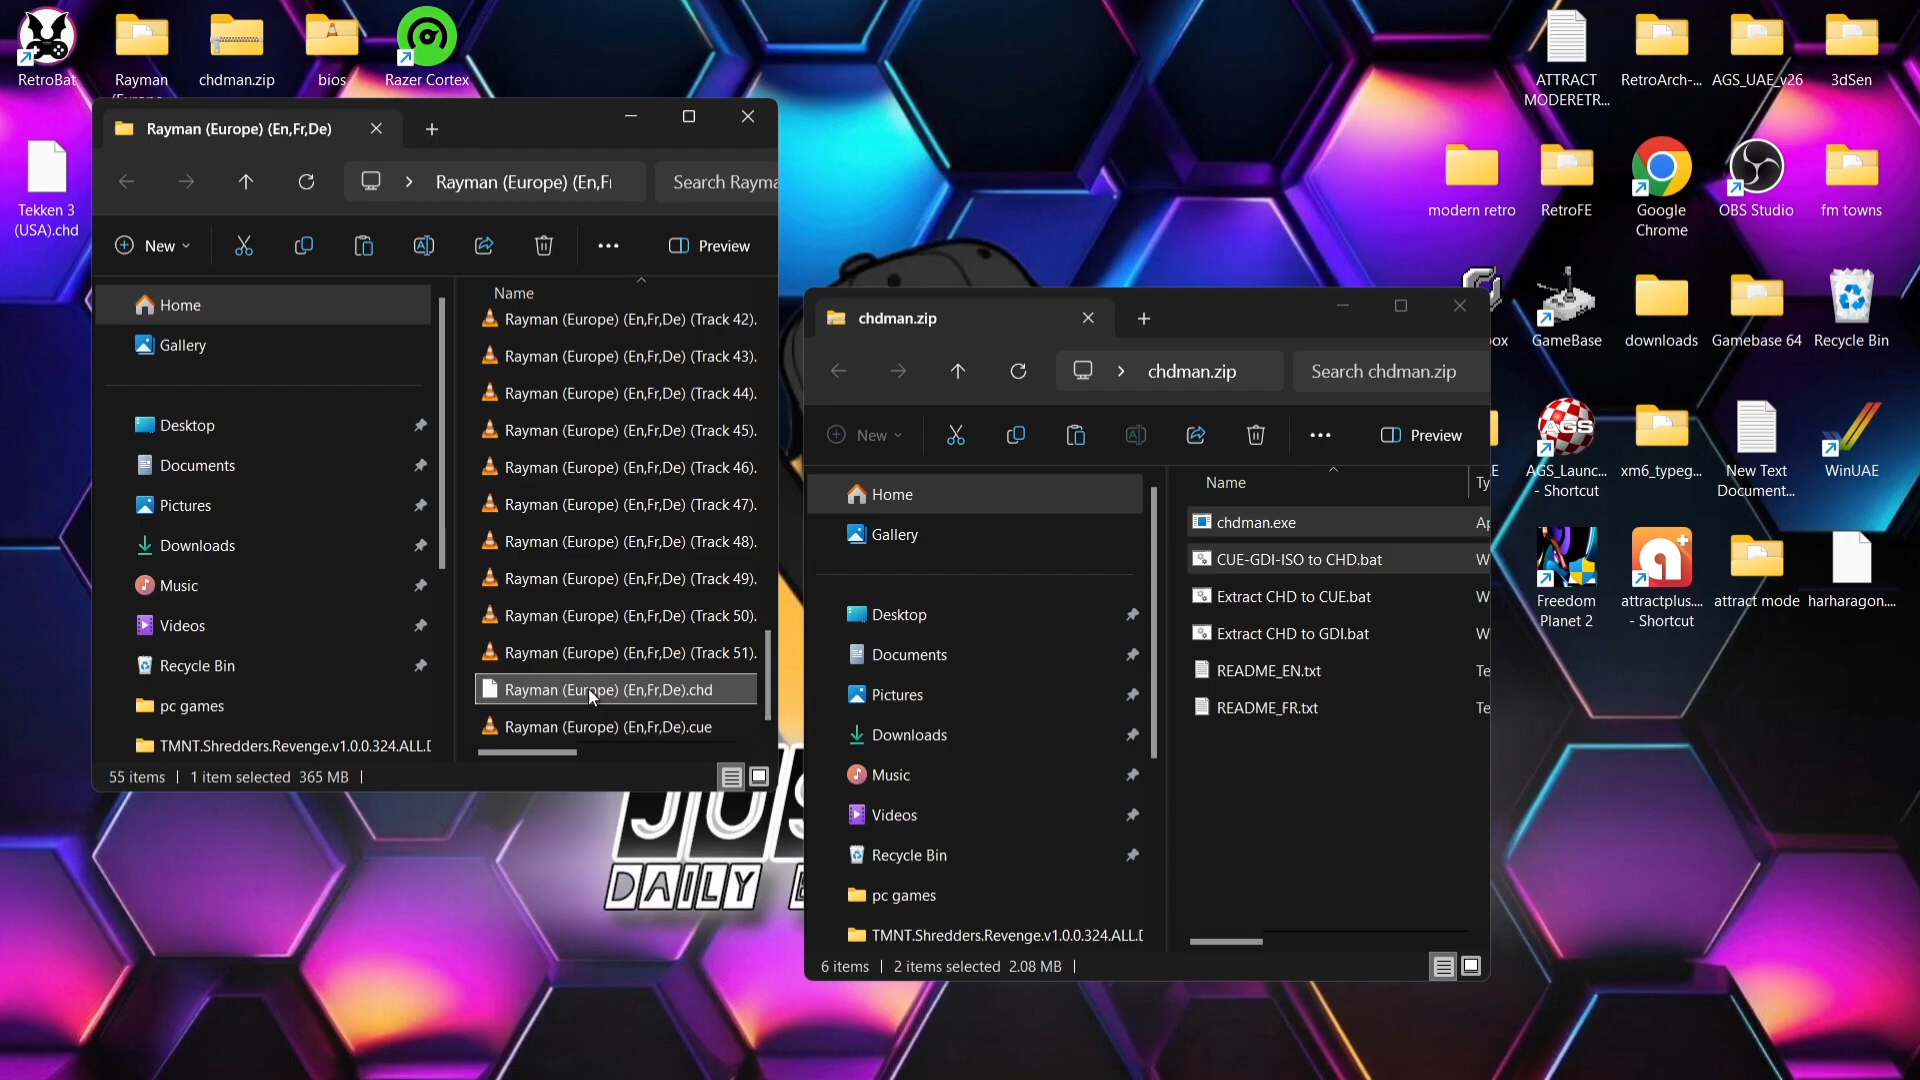 RetroBat
Rayman
chdman.zip
bios
Razer Cortex
Tekken 3
(USA).chd
ATTRACT
MODERETR...
RetroArch-...
AGS_UAE_v26
3dSen
modern retro
RetroFE
Google
Chrome
OBS Studio
fm towns
GameBase
downloads
Gamebase 64
Recycle Bin
AGS_Launc...
- Shortcut
xm6_typeg...
New Text
Document...
WinUAE
Freedom
Planet 2
attractplus....
- Shortcut
attract mode
harharagon....
Rayman (Europe) (En,Fr,De)
Rayman (Europe) (En,Fr
Search Rayma
New
Preview
Home
Gallery
Desktop
Documents
Pictures
Downloads
Music
Videos
Recycle Bin
pc games
TMNT.Shredders.Revenge.v1.0.0.324.ALL.D
Name
Rayman (Europe) (En,Fr,De) (Track 42).
Rayman (Europe) (En,Fr,De) (Track 43).
Rayman (Europe) (En,Fr,De) (Track 44).
Rayman (Europe) (En,Fr,De) (Track 45).
Rayman (Europe) (En,Fr,De) (Track 46).
Rayman (Europe) (En,Fr,De) (Track 47).
Rayman (Europe) (En,Fr,De) (Track 48).
Rayman (Europe) (En,Fr,De) (Track 49).
Rayman (Europe) (En,Fr,De) (Track 50).
Rayman (Europe) (En,Fr,De) (Track 51).
Rayman (Europe) (En,Fr,De).chd
Rayman (Europe) (En,Fr,De).cue
55 items
1 item selected 365 MB
chdman.zip
chdman.zip
Search chdman.zip
New
Preview
Home
Gallery
Desktop
Documents
Pictures
Downloads
Music
Videos
Recycle Bin
pc games
TMNT.Shredders.Revenge.v1.0.0.324.ALL.D
Name
Ty
chdman.exe
Ap
CUE-GDI-ISO to CHD.bat
W
Extract CHD to CUE.bat
W
Extract CHD to GDI.bat
W
README_EN.txt
Te
README_FR.txt
Te
6 items
2 items selected 2.08 MB
JUS
DAILY